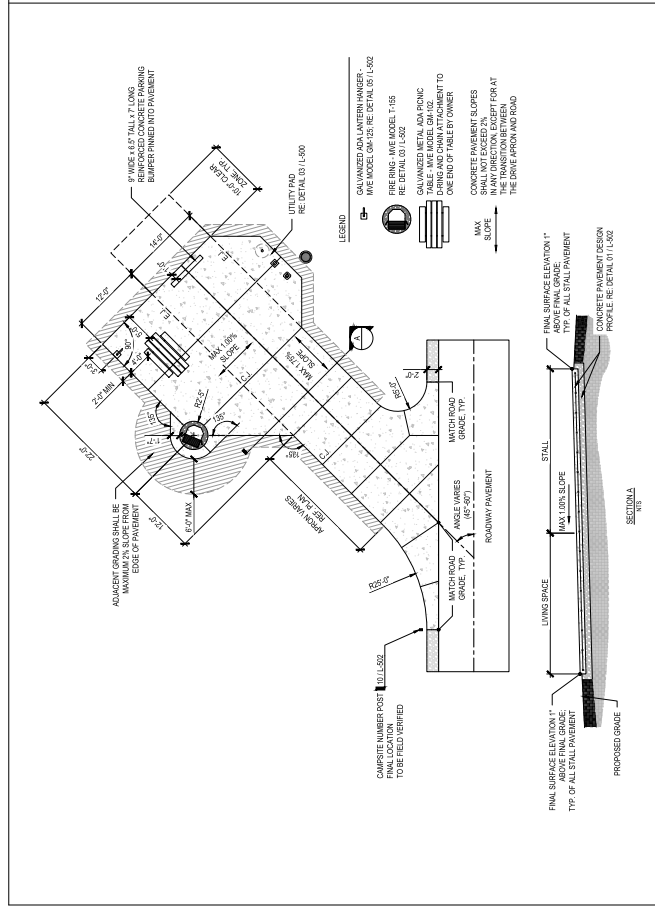 9" WIDE x 6.5" TALL x 7' LONG
REINFORCED CONCRETE PARKING
BUMPER PINNED INTO PAVEMENT
10'-0" CLEAR
ZONE, TYP.
UTILITY PAD
RE: DETAIL 03 / L-500
14'-0"
12'-0"
5'-0"
90°
4'-0"
3'-0"
2'-0" MIN
22'-0"
135°
R2'-5"
1'-7"
135°
135°
12'-0"
6'-0" MAX
ADJACENT GRADING SHALL BE
MAXIMUM 2% SLOPE FROM
EDGE OF PAVEMENT
E.J.
E.J.
MAX 1.00%
SLOPE
MAX 1.75%
SLOPE
C.J.
C.J.
APRON VARIES
REF. PLAN
A
R5'-0"
R25'-0"
2'-0"
MATCH ROAD
GRADE, TYP.
MATCH ROAD
GRADE, TYP.
ANGLE VARIES
(45°-60°)
ROADWAY PAVEMENT
CAMPSITE NUMBER POST 10 / L-502
FINAL LOCATION
TO BE FIELD VERIFIED
LEGEND
GALVANIZED ADA LANTERN HANGER -
MVE MODEL GM-125; RE: DETAIL 05 / L-502
FIRE RING - MVE MODEL T-155
RE: DETAIL 03 / L-502
GALVANIZED METAL ADA PICNIC
TABLE - MVE MODEL GM-102.
D-RING AND CHAIN ATTACHMENT TO
ONE END OF TABLE BY OWNER
MAX
SLOPE
CONCRETE PAVEMENT SLOPES
SHALL NOT EXCEED 2%
IN ANY DIRECTION, EXCEPT FOR AT
THE TRANSITION BETWEEN
THE DRIVE APRON AND ROAD
FINAL SURFACE ELEVATION 1"
ABOVE FINAL GRADE;
TYP. OF ALL STALL PAVEMENT
LIVING SPACE
STALL
MAX 1.00% SLOPE
FINAL SURFACE ELEVATION 1"
ABOVE FINAL GRADE;
TYP. OF ALL STALL PAVEMENT
CONCRETE PAVEMENT DESIGN
PROFILE. RE: DETAIL 01 / L-502
PROPOSED GRADE
SECTION A
NTS